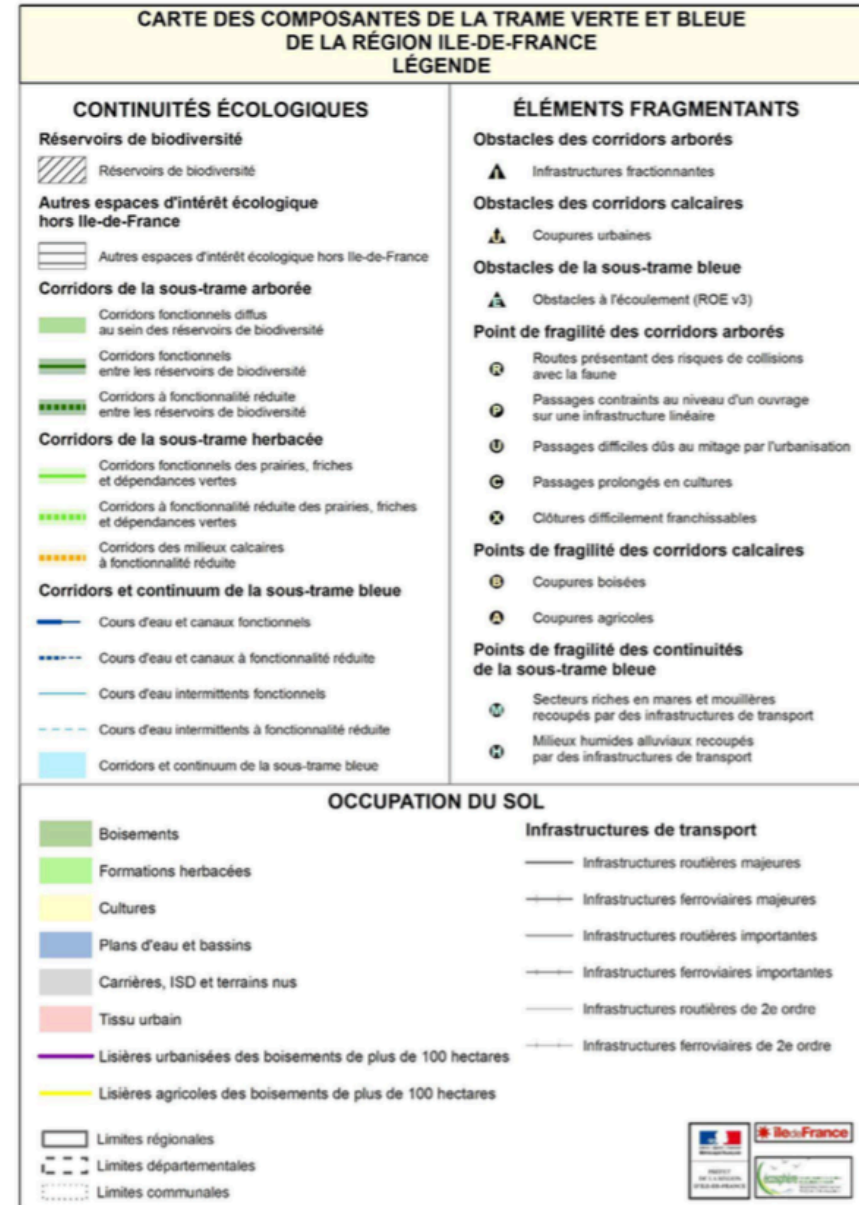 CARTE DES COMPOSANTES DE LA TRAME VERTE ET BLEUE
DE LA RÉGION ILE-DE-FRANCE
LÉGENDE
CONTINUITÉS ÉCOLOGIQUES
Réservoirs de biodiversité
Réservoirs de biodiversité
Autres espaces d'intérêt écologique
hors Ile-de-France
Autres espaces d'intérêt écologique hors Ile-de-France
Corridors de la sous-trame arborée
Corridors fonctionnels diffus
au sein des réservoirs de biodiversité
Corridors fonctionnels
entre les réservoirs de biodiversité
Corridors à fonctionnalité réduite
entre les réservoirs de biodiversité
Corridors de la sous-trame herbacée
Corridors fonctionnels des prairies, friches
et dépendances vertes
Corridors à fonctionnalité réduite des prairies, friches
et dépendances vertes
Corridors des milieux calcaires
à fonctionnalité réduite
Corridors et continuum de la sous-trame bleue
Cours d'eau et canaux fonctionnels
Cours d'eau et canaux à fonctionnalité réduite
Cours d'eau intermittents fonctionnels
Cours d'eau intermittents à fonctionnalité réduite
Corridors et continuum de la sous-trame bleue
ÉLÉMENTS FRAGMENTANTS
Obstacles des corridors arborés
Infrastructures fractionnantes
Obstacles des corridors calcaires
Coupures urbaines
Obstacles de la sous-trame bleue
E Obstacles à l'écoulement (ROE v3)
Point de fragilité des corridors arborés
R Routes présentant des risques de collisions
avec la faune
P Passages contraints au niveau d'un ouvrage
sur une infrastructure linéaire
U Passages difficiles dûs au mitage par l'urbanisation
C Passages prolongés en cultures
X Clôtures difficilement franchissables
Points de fragilité des corridors calcaires
B Coupures boisées
A Coupures agricoles
Points de fragilité des continuités
de la sous-trame bleue
M Secteurs riches en mares et mouillères
recoupés par des infrastructures de transport
H Milieux humides alluviaux recoupés
par des infrastructures de transport
OCCUPATION DU SOL
Boisements
Formations herbacées
Cultures
Plans d'eau et bassins
Carrières, ISD et terrains nus
Tissu urbain
Lisières urbanisées des boisements de plus de 100 hectares
Lisières agricoles des boisements de plus de 100 hectares
Limites régionales
Limites départementales
Limites communales
Infrastructures de transport
Infrastructures routières majeures
Infrastructures ferroviaires majeures
Infrastructures routières importantes
Infrastructures ferroviaires importantes
Infrastructures routières de 2e ordre
Infrastructures ferroviaires de 2e ordre
PRÉFET
DE LA RÉGION
D'ILE-DE-FRANCE
île de France